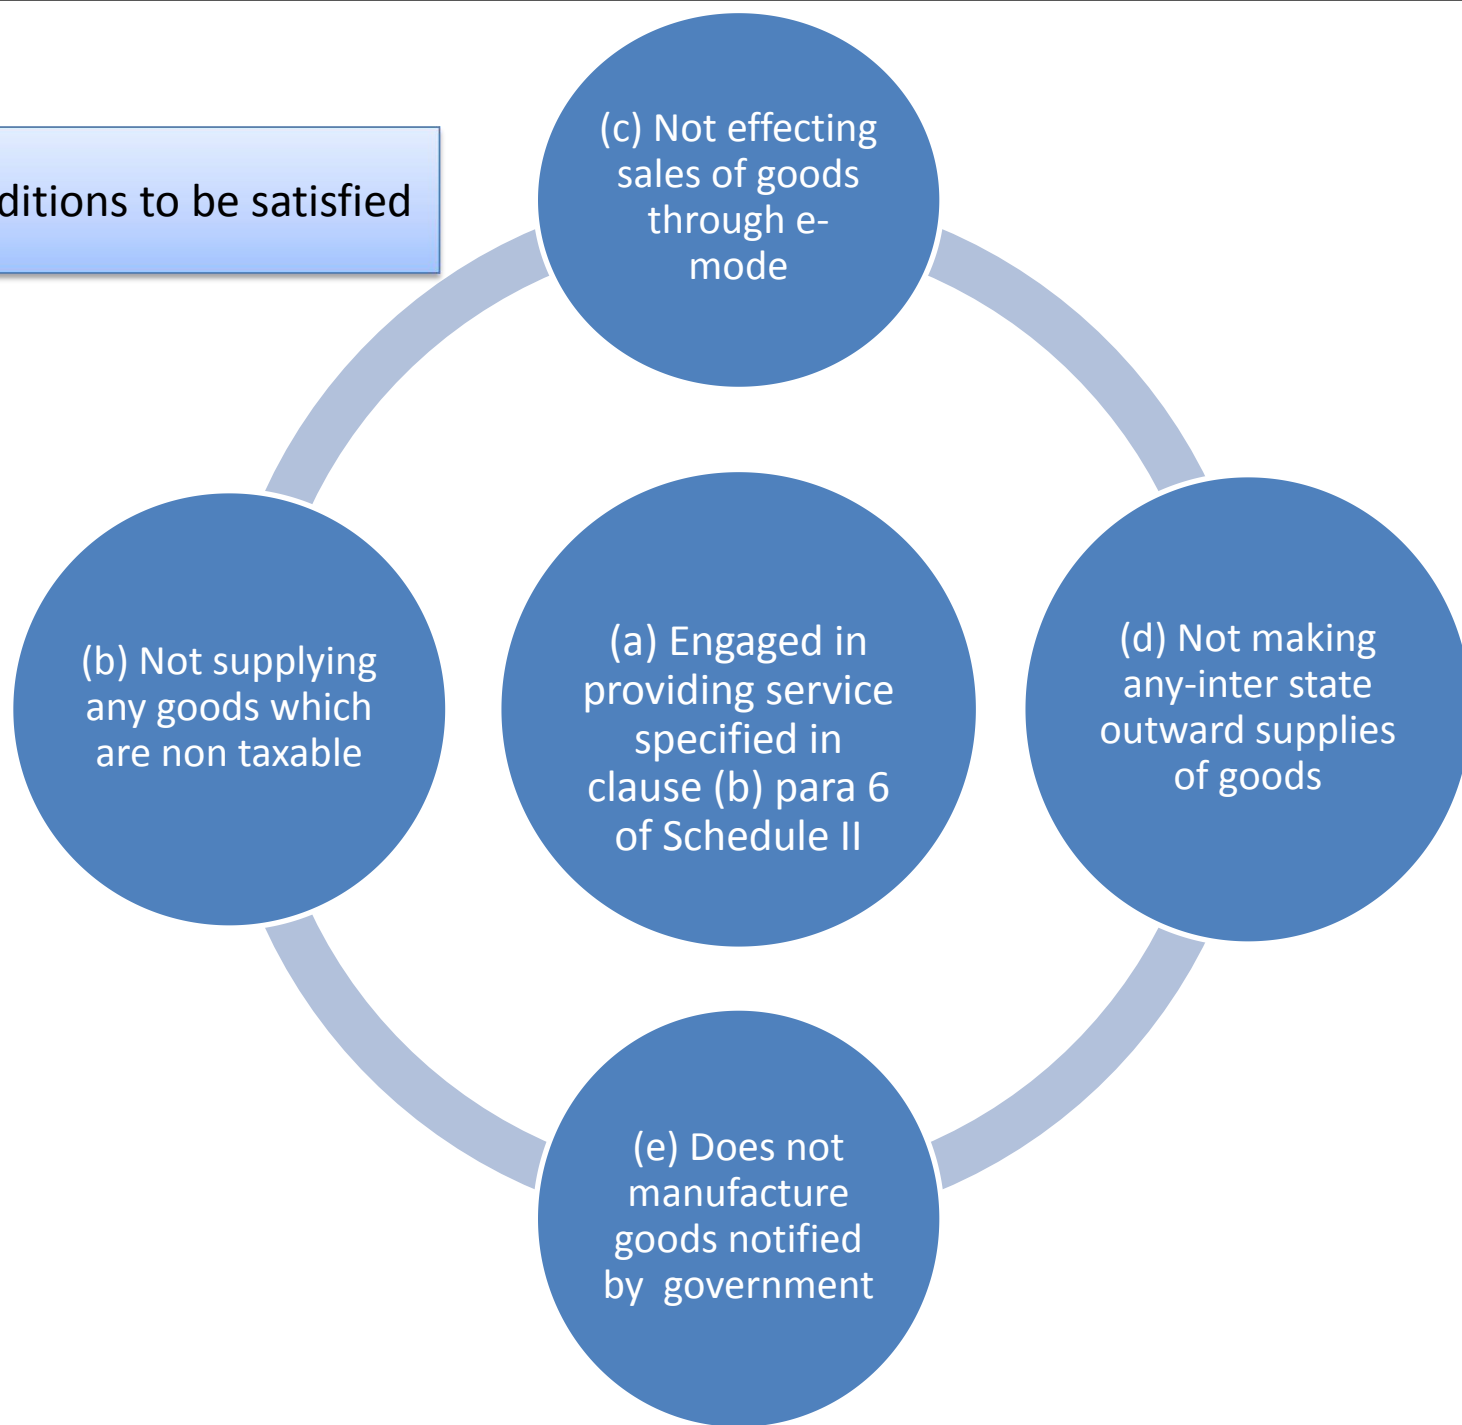 ditions to be satisfied
(c) Not effecting
sales of goods
through e-
mode
(b) Not supplying
any goods which
are non taxable
(a) Engaged in
providing service
specified in
clause (b) para 6
of Schedule II
(d) Not making
any-inter state
outward supplies
of goods
(e) Does not
manufacture
goods notified
by government